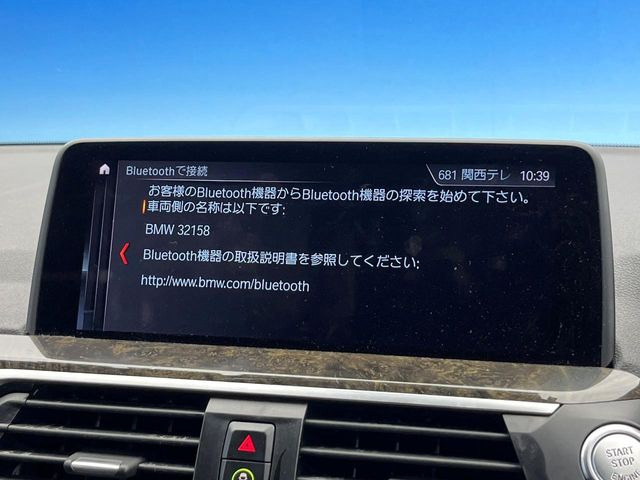 Bluetoothで接続
681 関西テレ 10:39
お客様のBluetooth機器からBluetooth機器の探索を始めて下さい。
車両側の名称は以下です:
BMW 32158
Bluetooth機器の取扱説明書を参照してください:
http://www.bmw.com/bluetooth
START
STOP
ENGINE